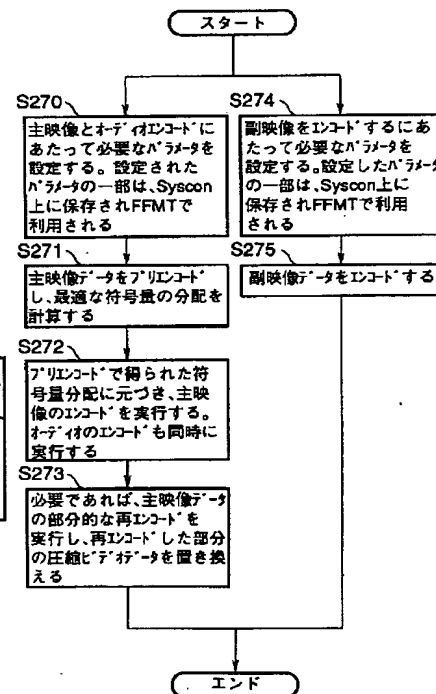 スタート
S270
主映像とオーディオエンコードに
あたって必要なパラメータを
設定する。設定された
パラメータの一部は、Syscon
上に保存されFFMTで
利用される
S271
主映像データをプリエンコード
し、最適な符号量の分配を
計算する
S272
プリエンコードで得られた符
号量分配に元づき、主映
像のエンコードを実行する。
オーディオのエンコードも同時に
実行する
S273
必要であれば、主映像データ
の部分的な再エンコードを
実行し、再エンコードした部分
の圧縮ビデオデータを置き換
える
S274
副映像をエンコードするにあ
たって必要なパラメータを
設定する。設定したパラメータ
の一部は、Syscon上に
保存されFFMTで利用
される
S275
副映像データをエンコードする
エンド